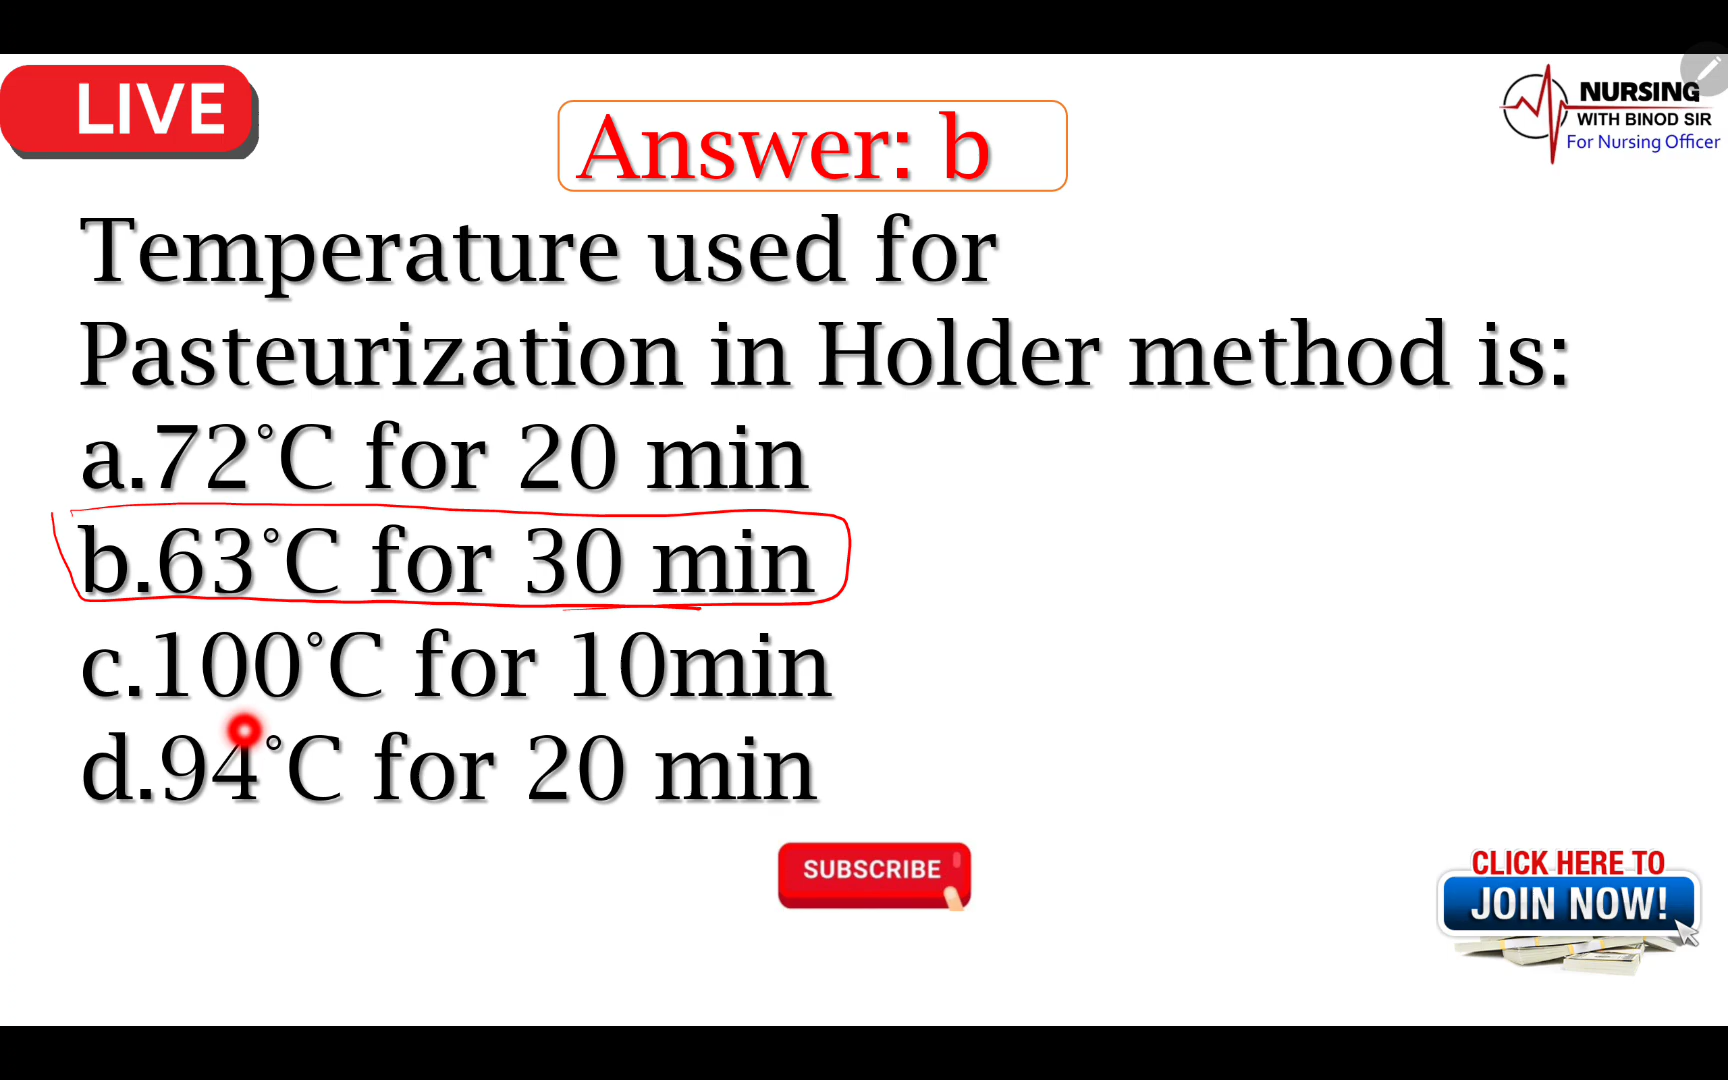 LIVE
NURSING
WITH BINOD SIR
For Nursing Officer
Answer: b
Temperature used for
Pasteurization in Holder method is:
a.72°C for 20 min
b.63°C for 30 min
c.100°C for 10min
d.94°C for 20 min
SUBSCRIBE
CLICK HERE TO
JOIN NOW!